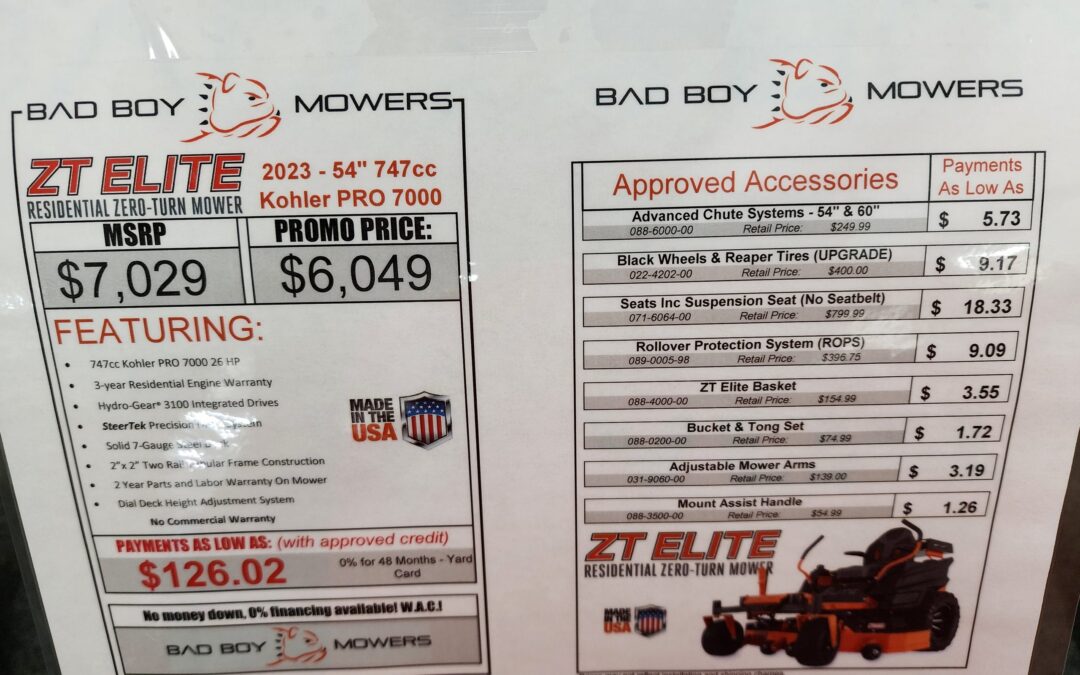 BAD BOY MOWERS
ZT ELITE
RESIDENTIAL ZERO-TURN MOWER
2023 - 54" 747cc
Kohler PRO 7000
MSRP
$7,029
PROMO PRICE:
$6,049
FEATURING:
• 747cc Kohler PRO 7000 26 HP
• 3-year Residential Engine Warranty
• Hydro-Gear® 3100 Integrated Drives
• SteerTek Precision System
• Solid 7-Gauge Steel
• 2"x 2" Two Rail Tubular Frame Construction
• 2 Year Parts and Labor Warranty On Mower
• Dial Deck Height Adjustment System
No Commercial Warranty
MADE
IN THE
USA
PAYMENTS AS LOW AS: (with approved credit)
$126.02
0% for 48 Months - Yard
Card
No money down, 0% financing available! W.A.C.!
BAD BOY MOWERS
BAD BOY MOWERS
Approved Accessories
Payments
As Low As
Advanced Chute Systems - 54" & 60"
088-6000-00 Retail Price: $249.99
$ 5.73
Black Wheels & Reaper Tires (UPGRADE)
022-4202-00 Retail Price: $400.00
$ 9.17
Seats Inc Suspension Seat (No Seatbelt)
071-6064-00 Retail Price: $799.99
$ 18.33
Rollover Protection System (ROPS)
089-0005-98 Retail Price: $396.75
$ 9.09
ZT Elite Basket
088-4000-00 Retail Price: $154.99
$ 3.55
Bucket & Tong Set
088-0200-00 Retail Price: $74.99
$ 1.72
Adjustable Mower Arms
031-9060-00 Retail Price: $139.00
$ 3.19
Mount Assist Handle
088-3500-00 Retail Price: $54.99
$ 1.26
ZT ELITE
RESIDENTIAL ZERO-TURN MOWER
MADE
IN THE
USA